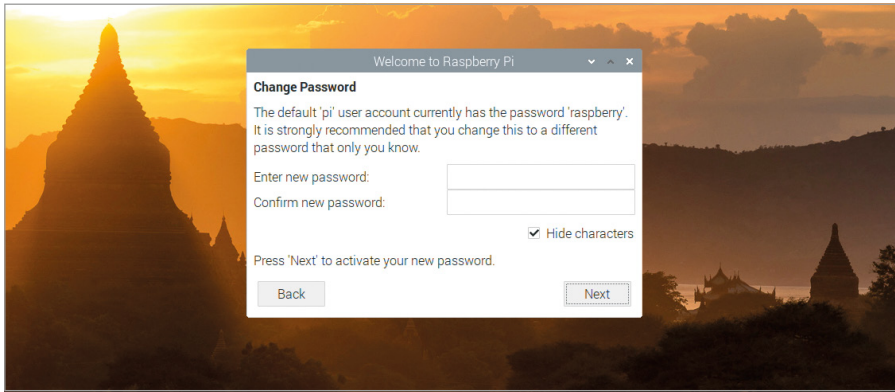 Welcome to Raspberry Pi
Change Password
The default 'pi' user account currently has the password 'raspberry'.
It is strongly recommended that you change this to a different
password that only you know.
Enter new password:
Confirm new password:
Hide characters
Press 'Next' to activate your new password.
Back
Next